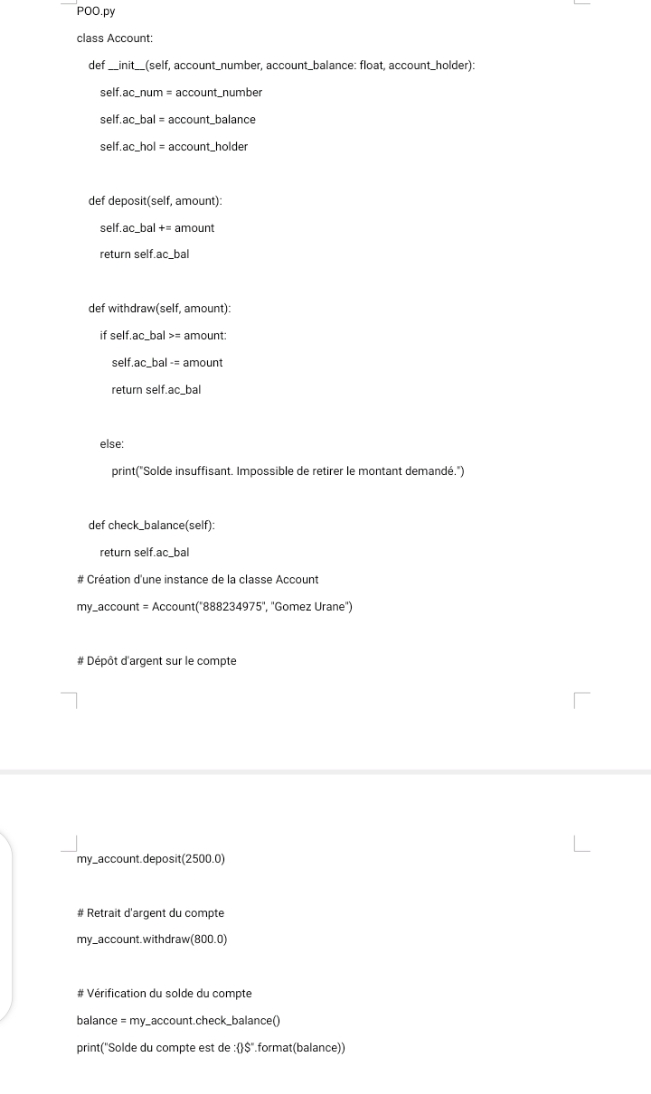 POO.py
class Account:
def __init__(self, account_number, account_balance: float, account_holder):
self.ac_num = account_number
self.ac_bal = account_balance
self.ac_hol = account_holder
def deposit(self, amount):
self.ac_bal += amount
return self.ac_bal
def withdraw(self, amount):
if self.ac_bal >= amount:
self.ac_bal -= amount
return self.ac_bal
else:
print("Solde insuffisant. Impossible de retirer le montant demandé.")
def check_balance(self):
return self.ac_bal
# Création d'une instance de la classe Account
my_account = Account("888234975", "Gomez Urane")
# Dépôt d'argent sur le compte
my_account.deposit(2500.0)
# Retrait d'argent du compte
my_account.withdraw(800.0)
# Vérification du solde du compte
balance = my_account.check_balance()
print("Solde du compte est de :{}$".format(balance))